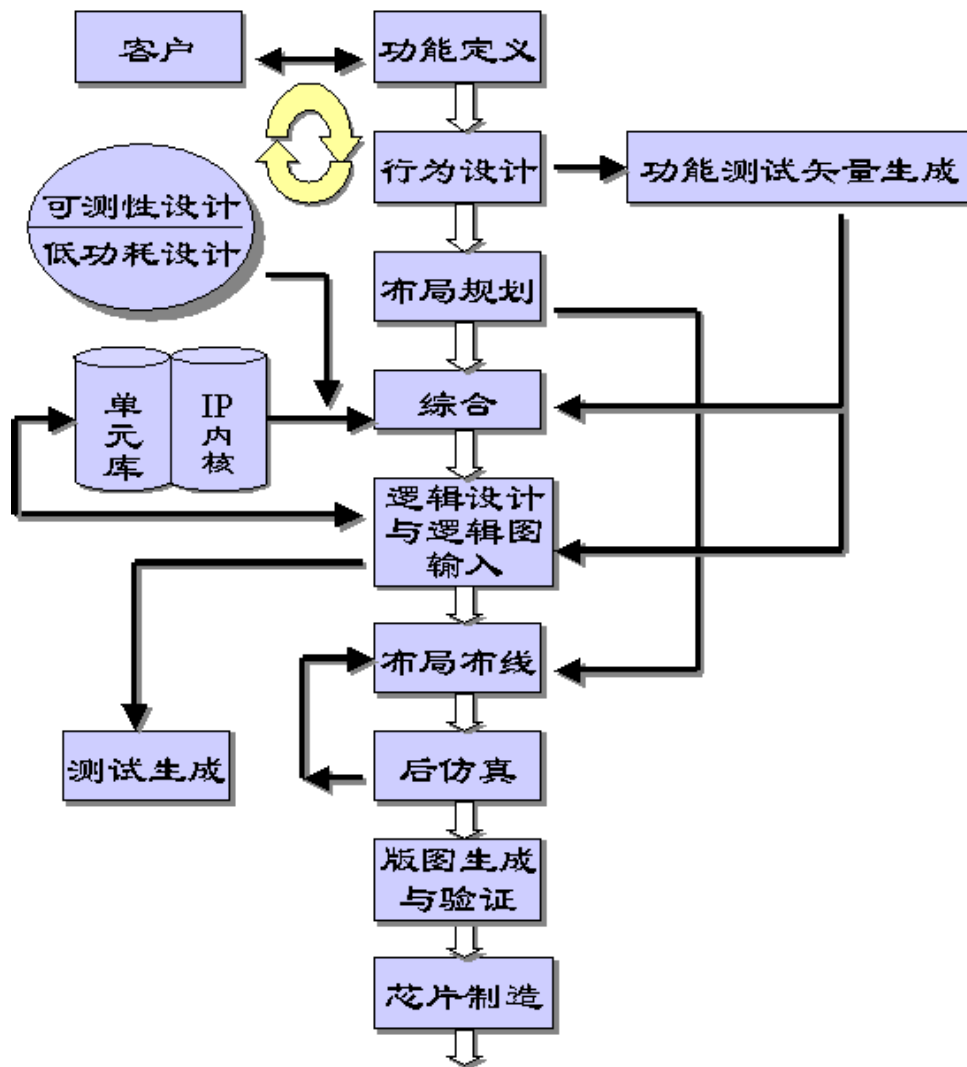 客户
功能定义
行为设计
功能测试矢量生成
可测性设计
低功耗设计
布局规划
单
元
库
IP
内
核
综合
逻辑设计
与逻辑图
输入
布局布线
测试生成
后仿真
版图生成
与验证
芯片制造